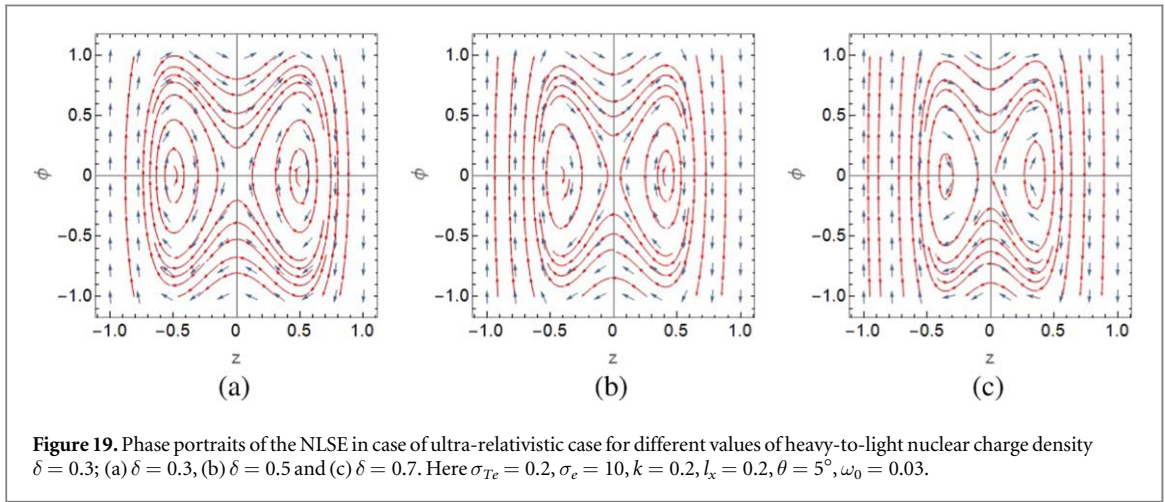 1.0 1.0 1.0
0.5 0.5 0.5
ϕ 0 ϕ 0 ϕ 0
−0.5 −0.5 −0.5
−1.0 −1.0 −1.0
−1.0 −0.5 0 0.5 1.0 −1.0 −0.5 0 0.5 1.0 −1.0 −0.5 0 0.5 1.0
z z z
(a) (b) (c)
Figure 19. Phase portraits of the NLSE in case of ultra-relativistic case for different values of heavy-to-light nuclear charge density
δ = 0.3; (a) δ = 0.3, (b) δ = 0.5 and (c) δ = 0.7. Here σ_Te = 0.2, σ_e = 10, k = 0.2, l_x = 0.2, θ = 5°, ω_0 = 0.03.